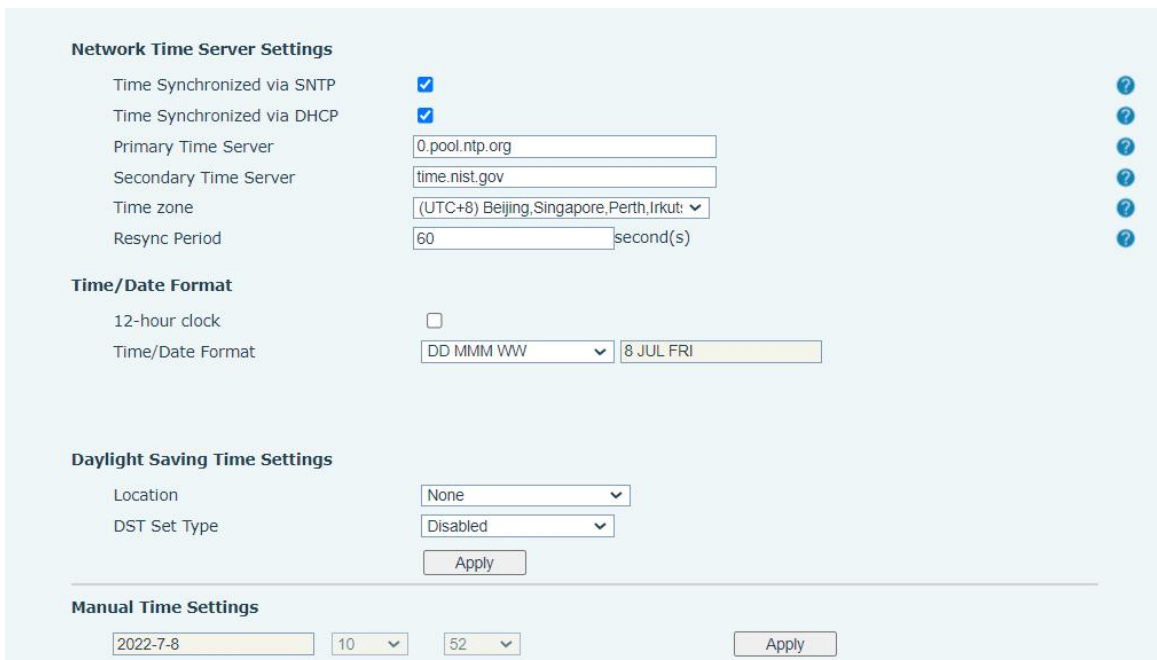 Network Time Server Settings
Time Synchronized via SNTP
Time Synchronized via DHCP
Primary Time Server 0.pool.ntp.org
Secondary Time Server time.nist.gov
Time zone (UTC+8) Beijing,Singapore,Perth,Irkut
Resync Period 60 second(s)
Time/Date Format
12-hour clock
Time/Date Format DD MMM WW 8 JUL FRI
Daylight Saving Time Settings
Location None
DST Set Type Disabled
Apply
Manual Time Settings
2022-7-8 10 52 Apply